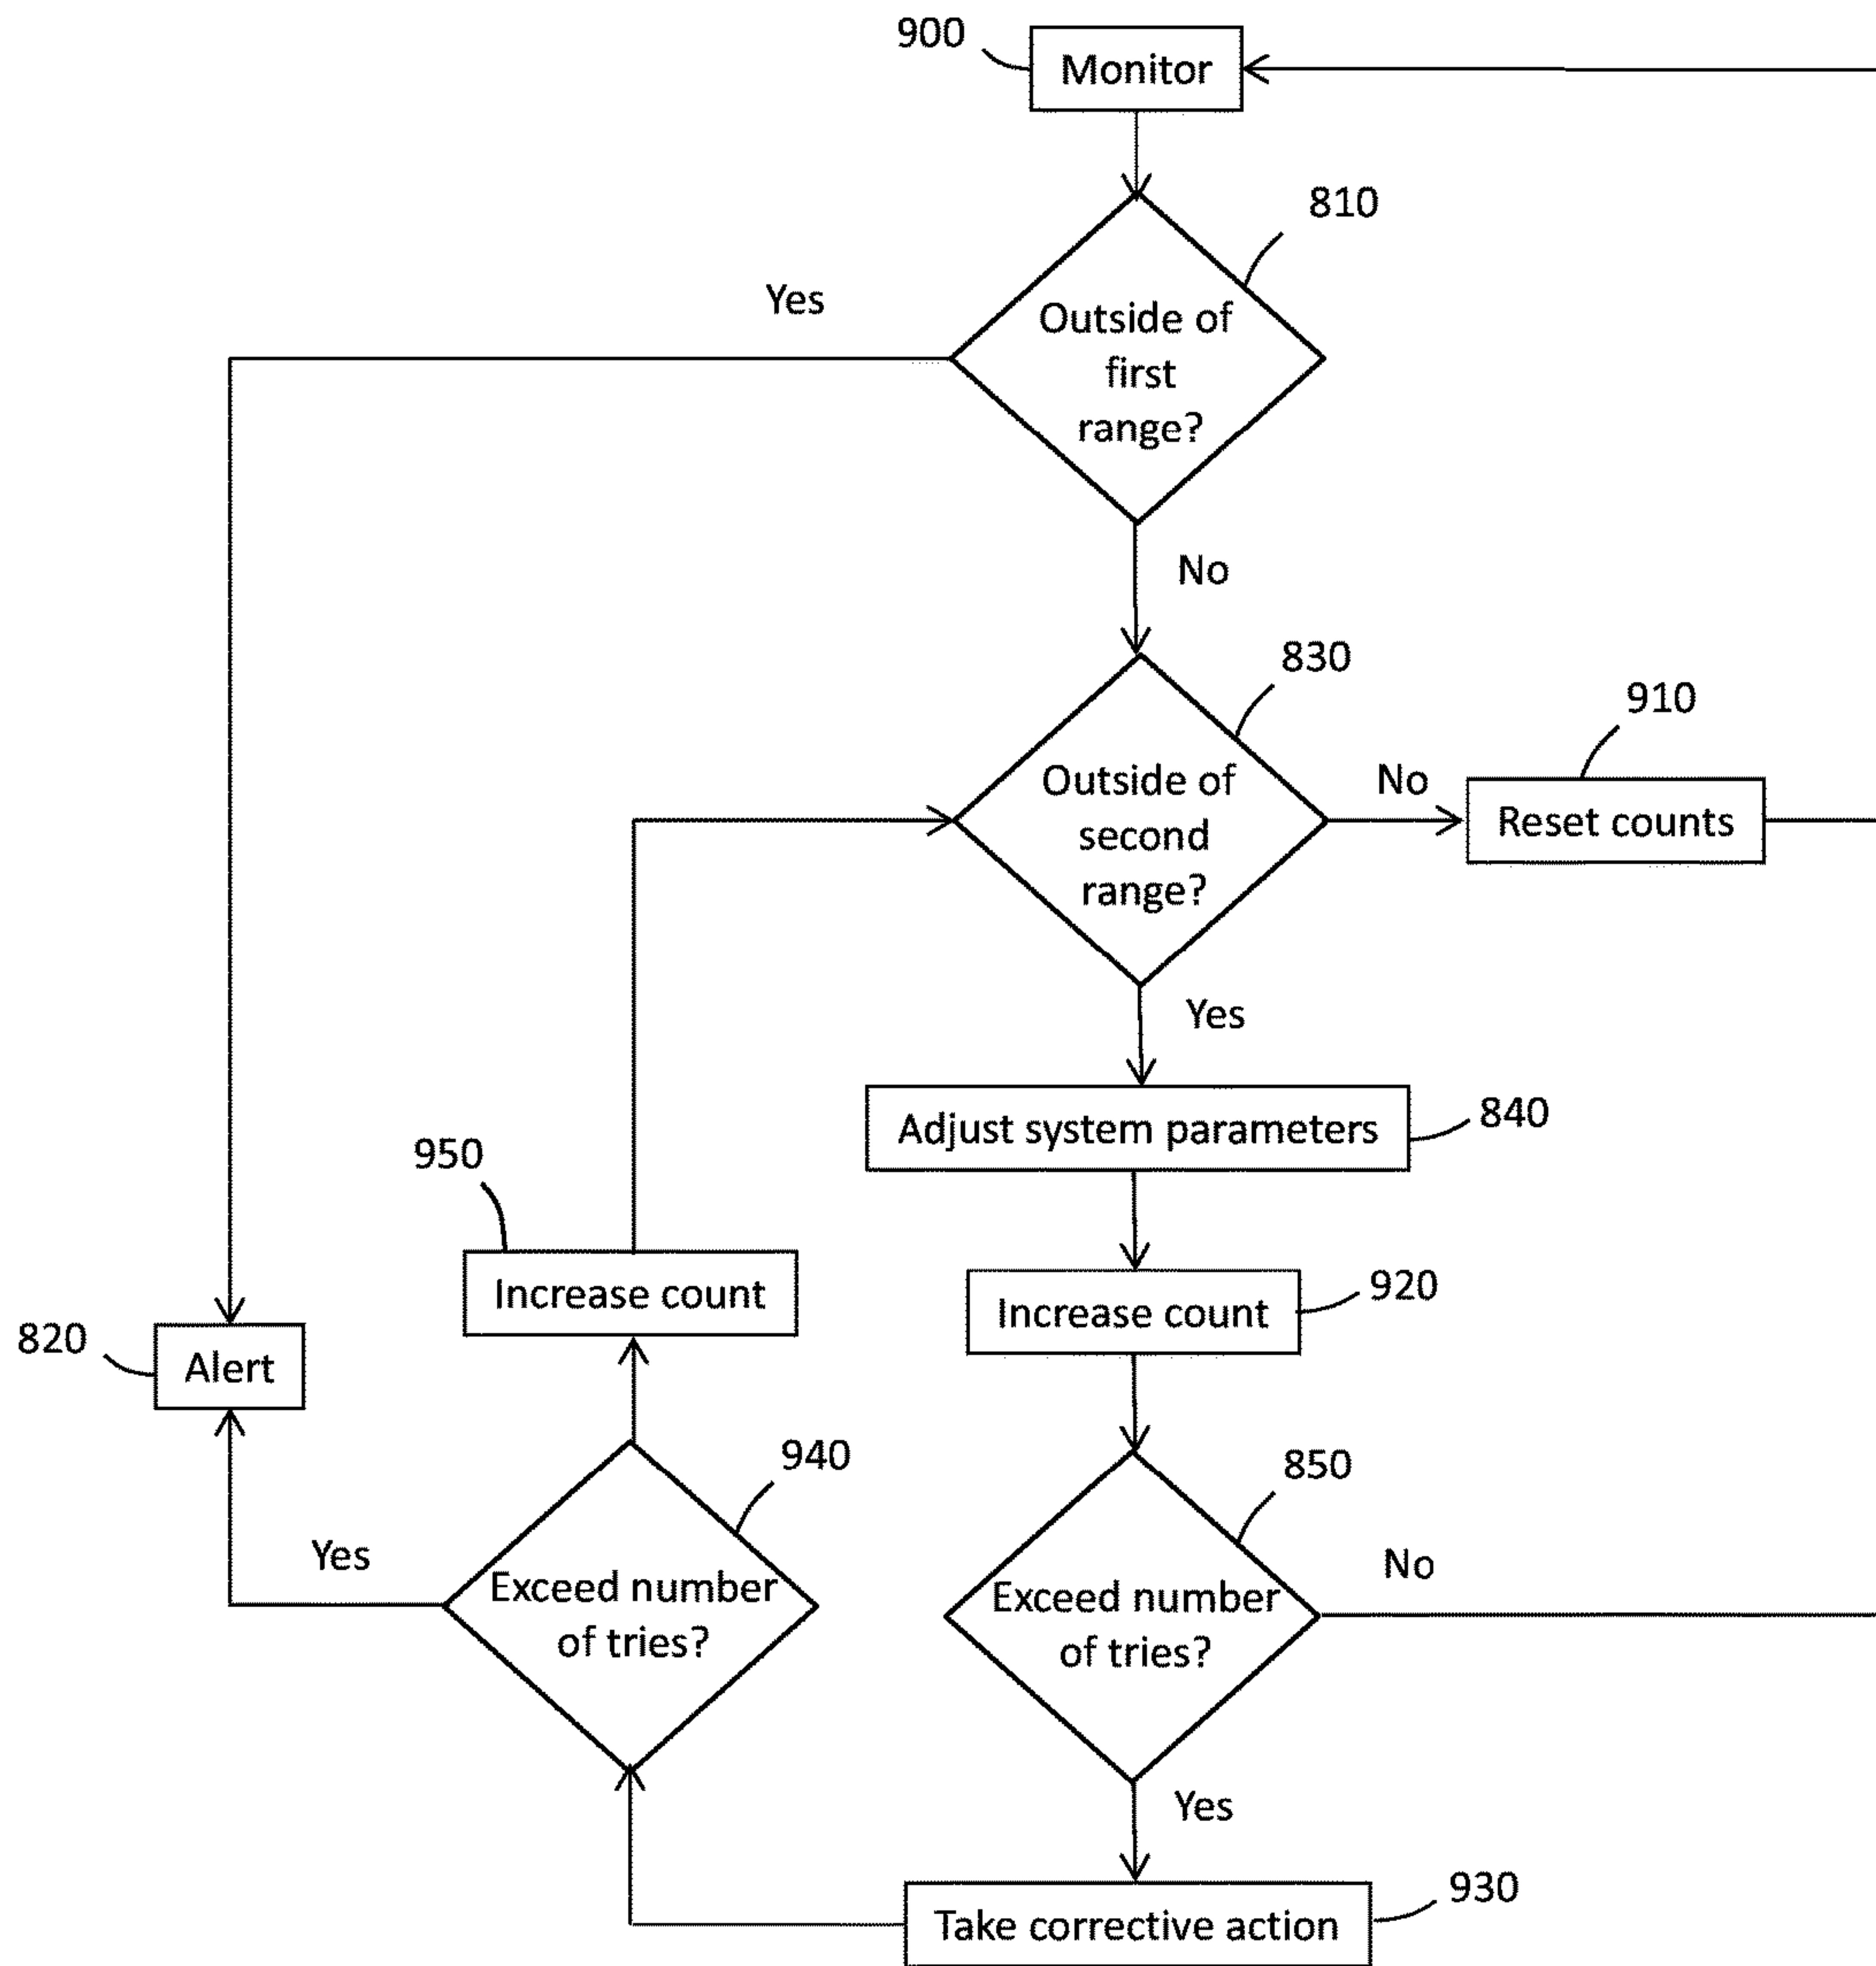 900
Monitor
810
Yes
Outside of
first
range?
No
830
910
Outside of
second
range?
No
Reset counts
Yes
Adjust system parameters
840
950
Increase count
Increase count
920
820
Alert
940
850
Yes
Exceed number
of tries?
Exceed number
of tries?
No
Yes
Take corrective action
930